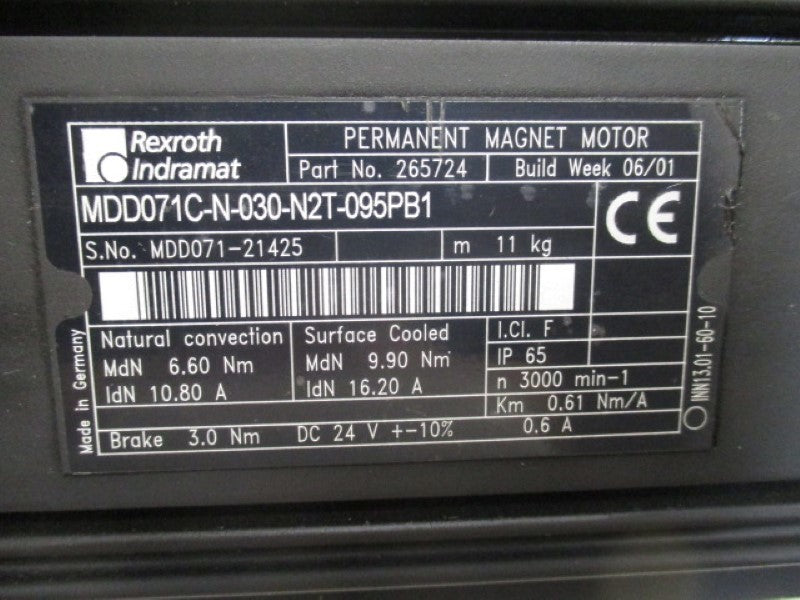 Rexroth
Indramat
PERMANENT MAGNET MOTOR
Part No. 265724
Build Week 06/01
MDD071C-N-030-N2T-095PB1
CE
S.No. MDD071-21425
m 11 kg
Natural convection
MdN 6.60 Nm
IdN 10.80 A
Surface Cooled
MdN 9.90 Nm
IdN 16.20 A
I.Cl. F
IP 65
n 3000 min-1
Km 0.61 Nm/A
Brake 3.0 Nm DC 24 V +-10% 0.6 A
Made in Germany
INN13.01-60-10